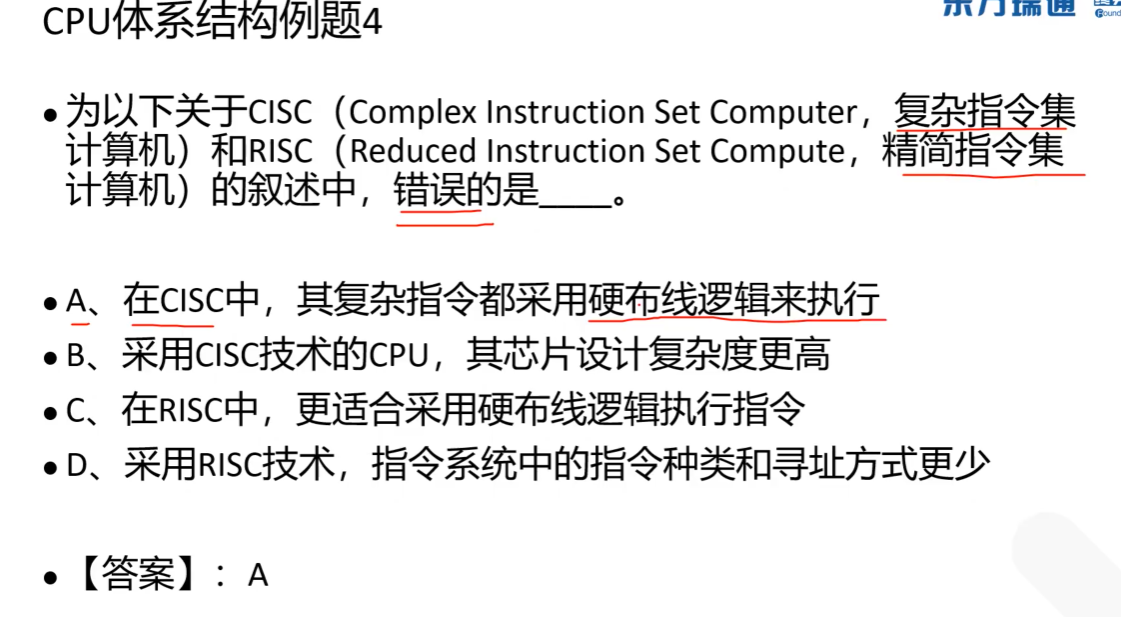 CPU体系结构例题4
东方瑞通
• 为以下关于CISC（Complex Instruction Set Computer，复杂指令集
计算机）和RISC（Reduced Instruction Set Compute，精简指令集
计算机）的叙述中，错误的是____。
• A、在CISC中，其复杂指令都采用硬布线逻辑来执行
• B、采用CISC技术的CPU，其芯片设计复杂度更高
• C、在RISC中，更适合采用硬布线逻辑执行指令
• D、采用RISC技术，指令系统中的指令种类和寻址方式更少
• 【答案】：A